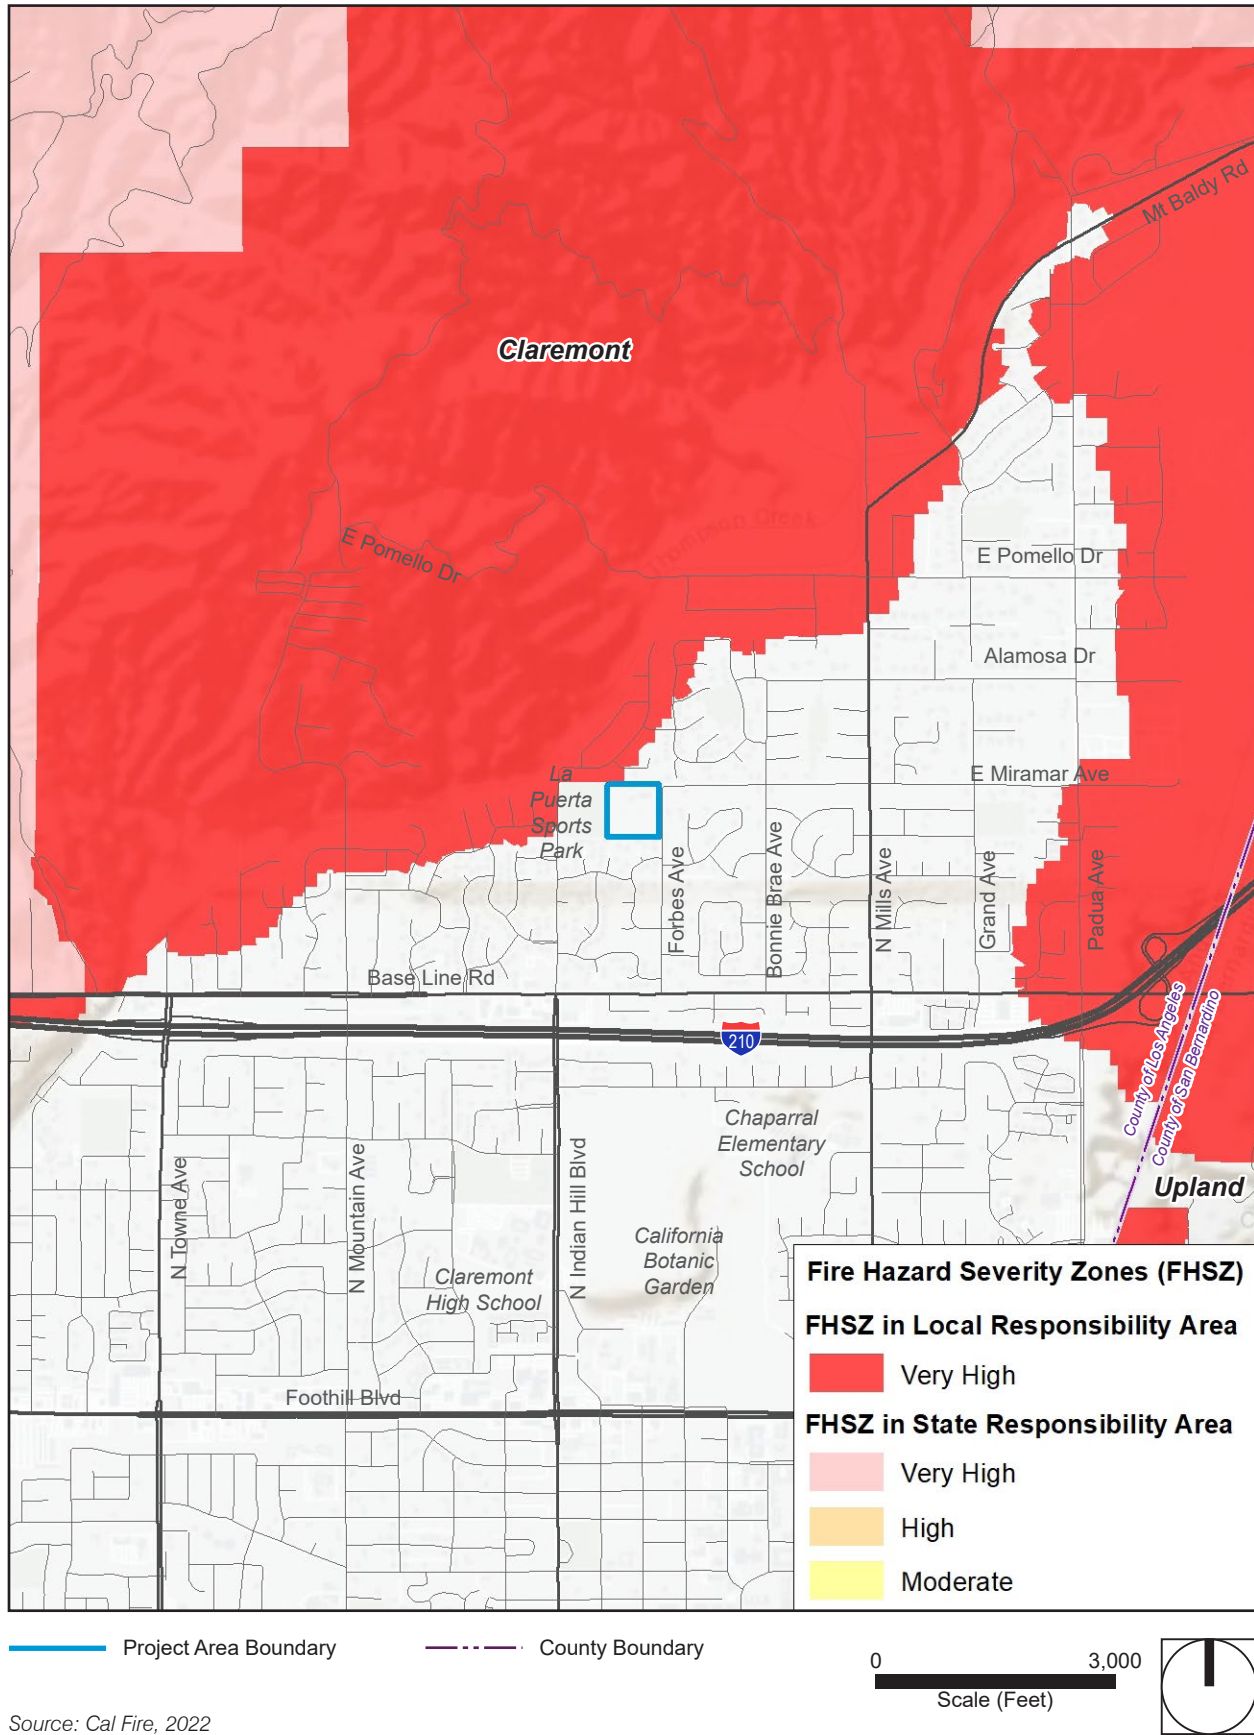 Mt Baldy Rd
Claremont
Thompson Creek
E Pomello Dr
E Pomello Dr
Alamosa Dr
La
Puerta
Sports
Park
E Miramar Ave
Forbes Ave
Bonnie Brae Ave
N Mills Ave
Grand Ave
Padua Ave
Base Line Rd
210
County of Los Angeles
County of San Bernardino
Chaparral
Elementary
School
N Towne Ave
N Mountain Ave
N Indian Hill Blvd
Upland
California
Botanic
Garden
Claremont
High School
Foothill Blvd
Fire Hazard Severity Zones (FHSZ)
FHSZ in Local Responsibility Area
Very High
FHSZ in State Responsibility Area
Very High
High
Moderate
Project Area Boundary
County Boundary
0 3,000
Scale (Feet)
Source: Cal Fire, 2022